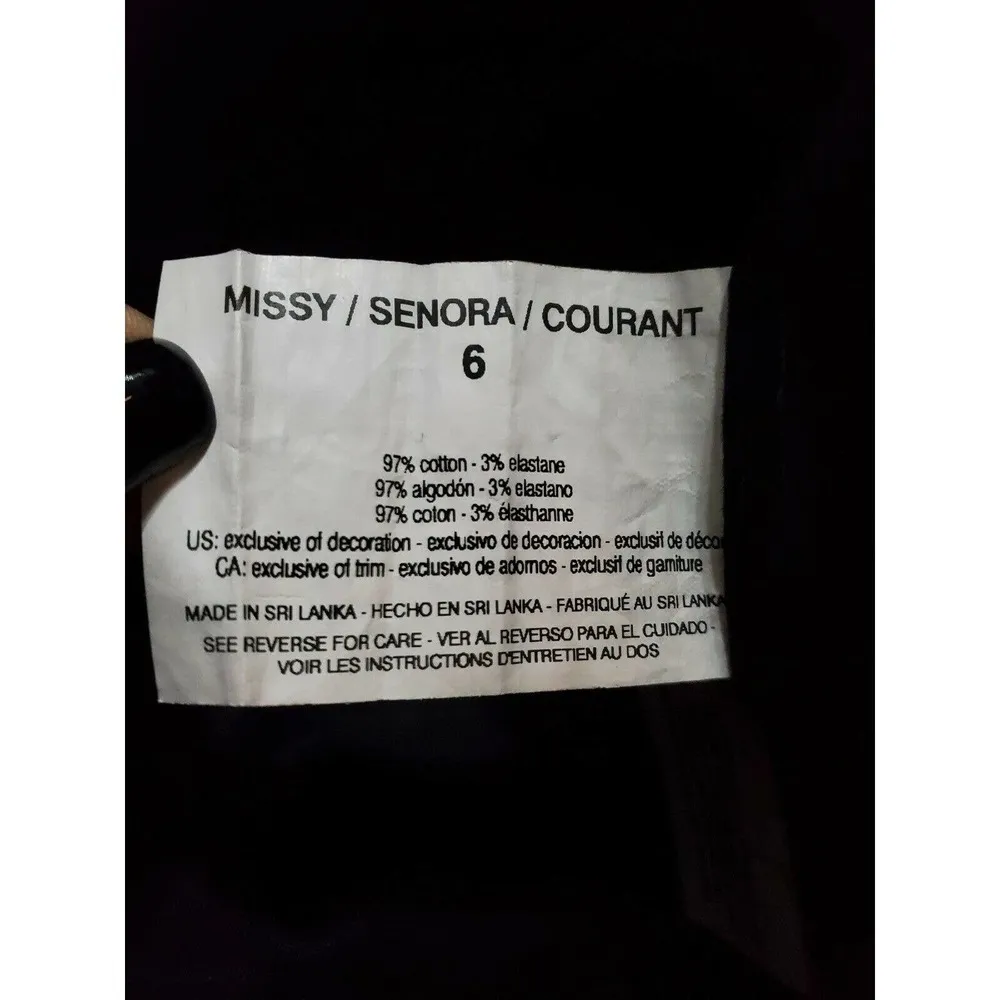 MISSY / SENORA / COURANT
6
97% cotton - 3% elastane
97% algodón - 3% elastano
97% coton - 3% élasthanne
US: exclusive of decoration - exclusivo de decoracion - exclusif de déco
CA: exclusive of trim - exclusivo de adornos - exclusif de garniture
MADE IN SRI LANKA - HECHO EN SRI LANKA - FABRIQUÉ AU SRI LANKA
SEE REVERSE FOR CARE - VER AL REVERSO PARA EL CUIDADO -
VOIR LES INSTRUCTIONS D'ENTRETIEN AU DOS